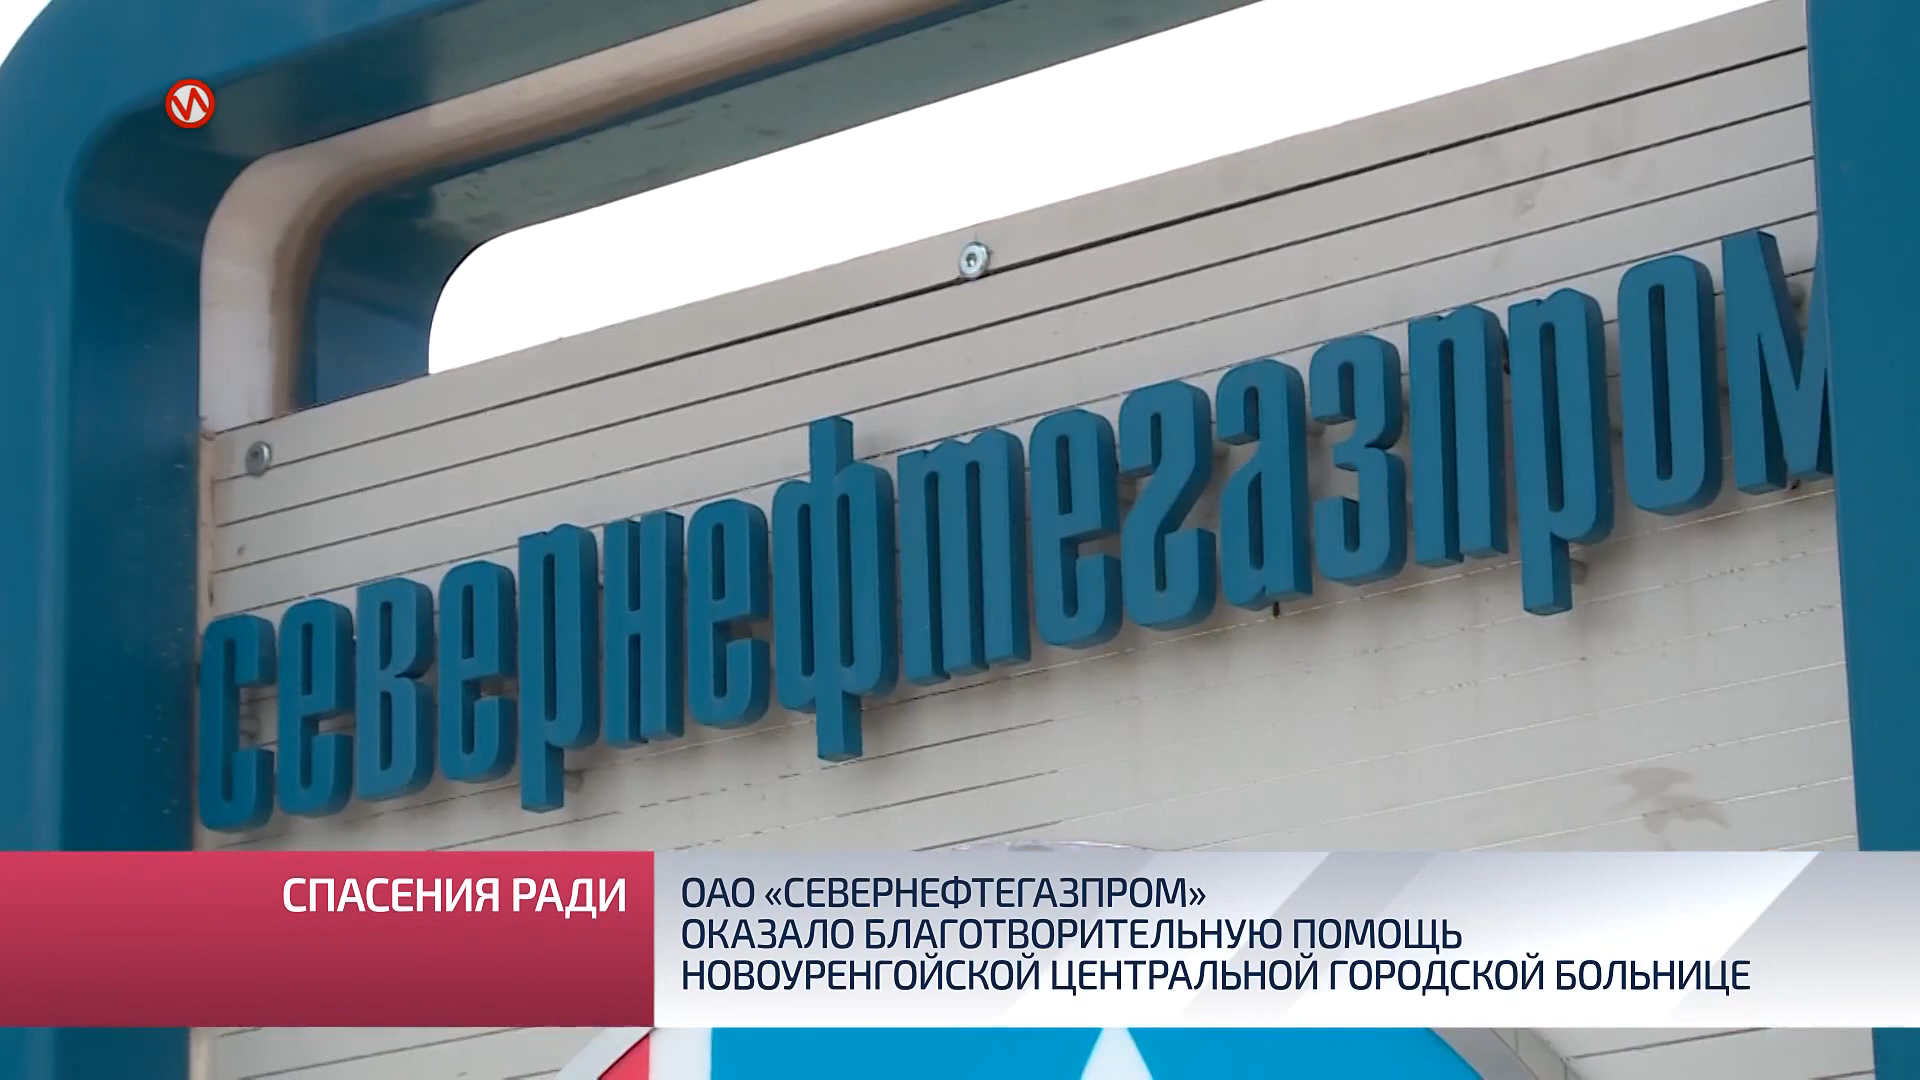 севернефтегазпром
СПАСЕНИЯ РАДИ
ОАО «СЕВЕРНЕФТЕГАЗПРОМ»
ОКАЗАЛО БЛАГОТВОРИТЕЛЬНУЮ ПОМОЩЬ
НОВОУРЕНГОЙСКОЙ ЦЕНТРАЛЬНОЙ ГОРОДСКОЙ БОЛЬНИЦЕ